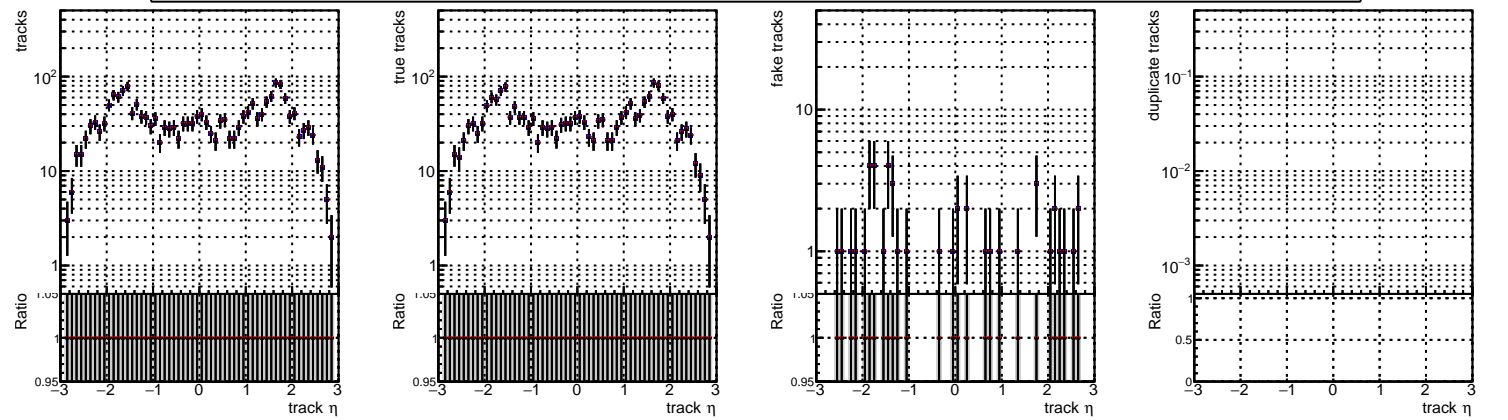 tracks
10²
10
1
Ratio
1.05
1
0.95
−3 −2 −1 0 1 2 3
track η
true tracks
10²
10
1
Ratio
1.05
1
0.95
−3 −2 −1 0 1 2 3
track η
fake tracks
10
1
Ratio
1.05
1
0.95
−3 −2 −1 0 1 2 3
track η
duplicate tracks
10⁻¹
10⁻²
10⁻³
Ratio
1
0.5
0
−3 −2 −1 0 1 2 3
track η